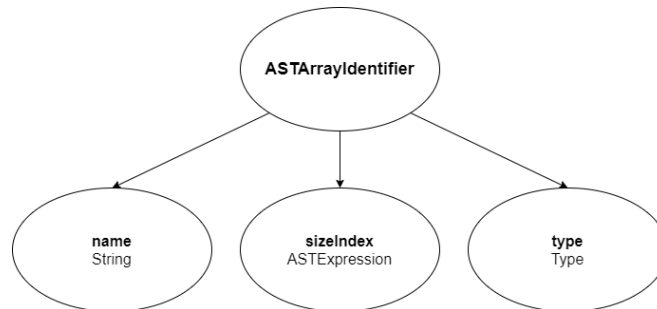 ASTArrayIdentifier
name
String
sizeIndex
ASTExpression
type
Type